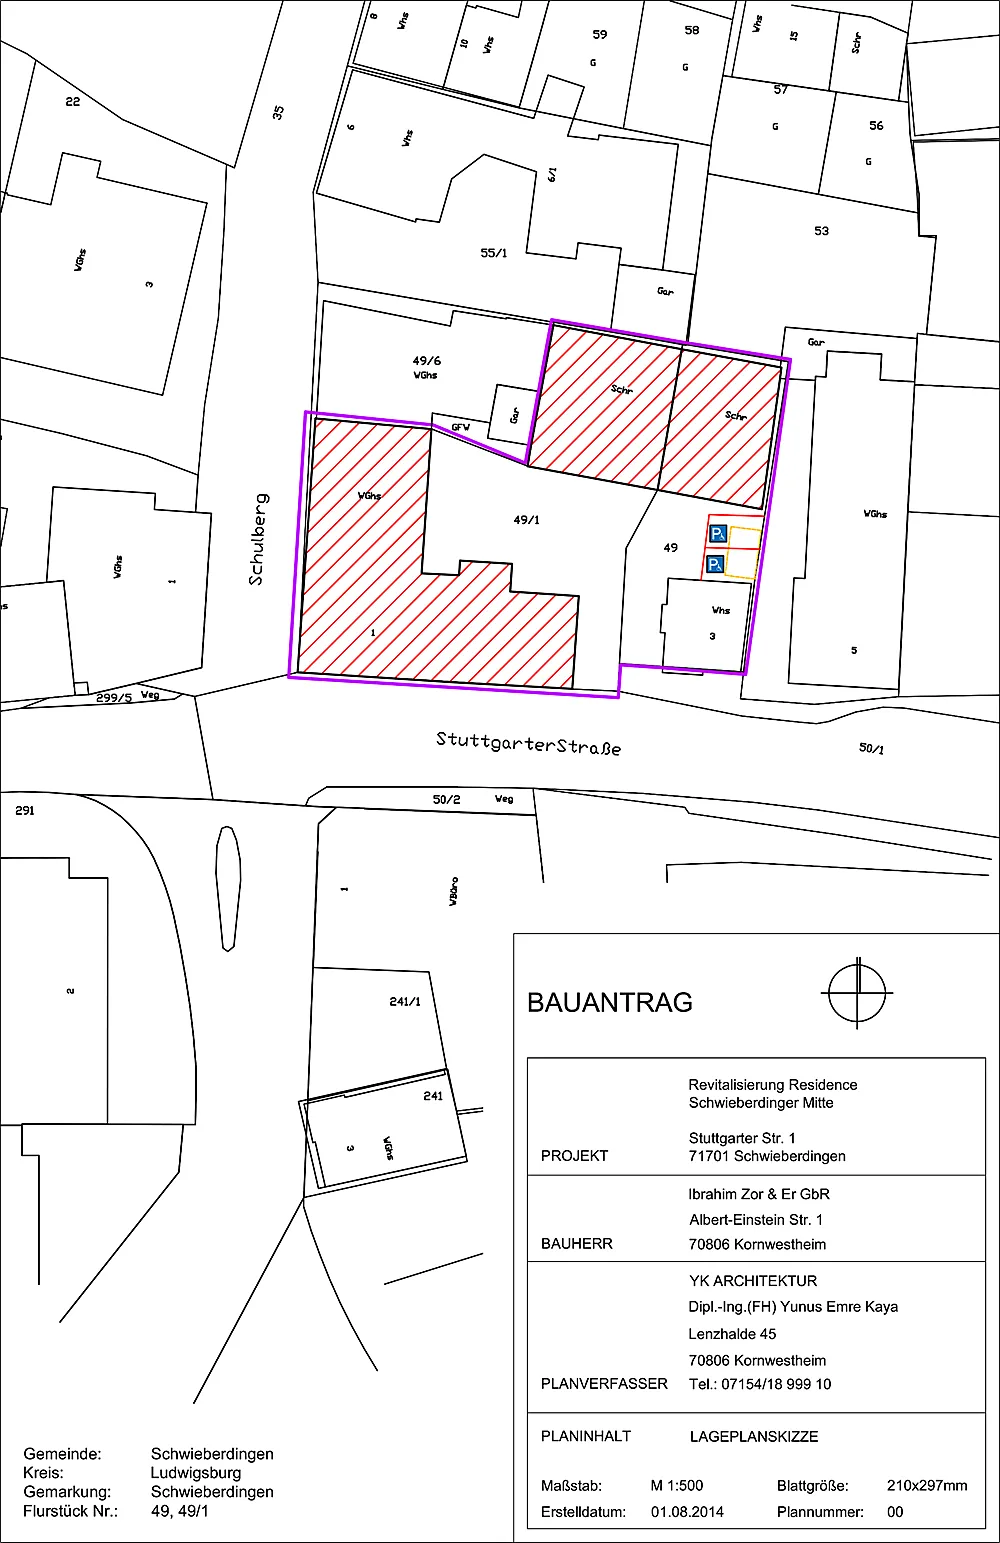 8
Whs
10
Whs
59
G
58
G
Whs
15
Schr
57
G
56
G
22
35
6
Whs
6/1
53
55/1
WGhs
3
Gar
Gar
49/6
WGhs
Schr
Schr
Gar
GFW
WGhs
WGhs
49/1
Schulberg
49
P
P
WGhs
1
Whs
3
1
5
299/5 Weg
StuttgarterStraße
50/1
50/2 Weg
291
1
WBüro
2
241/1
241
3
WGhs
BAUANTRAG
Revitalisierung Residence
Schwieberdinger Mitte
Stuttgarter Str. 1
PROJEKT 71701 Schwieberdingen
Ibrahim Zor & Er GbR
Albert-Einstein Str. 1
BAUHERR 70806 Kornwestheim
YK ARCHITEKTUR
Dipl.-Ing.(FH) Yunus Emre Kaya
Lenzhalde 45
70806 Kornwestheim
PLANVERFASSER Tel.: 07154/18 999 10
PLANINHALT LAGEPLANSKIZZE
Maßstab: M 1:500 Blattgröße: 210x297mm
Erstelldatum: 01.08.2014 Plannummer: 00
Gemeinde: Schwieberdingen
Kreis: Ludwigsburg
Gemarkung: Schwieberdingen
Flurstück Nr.: 49, 49/1